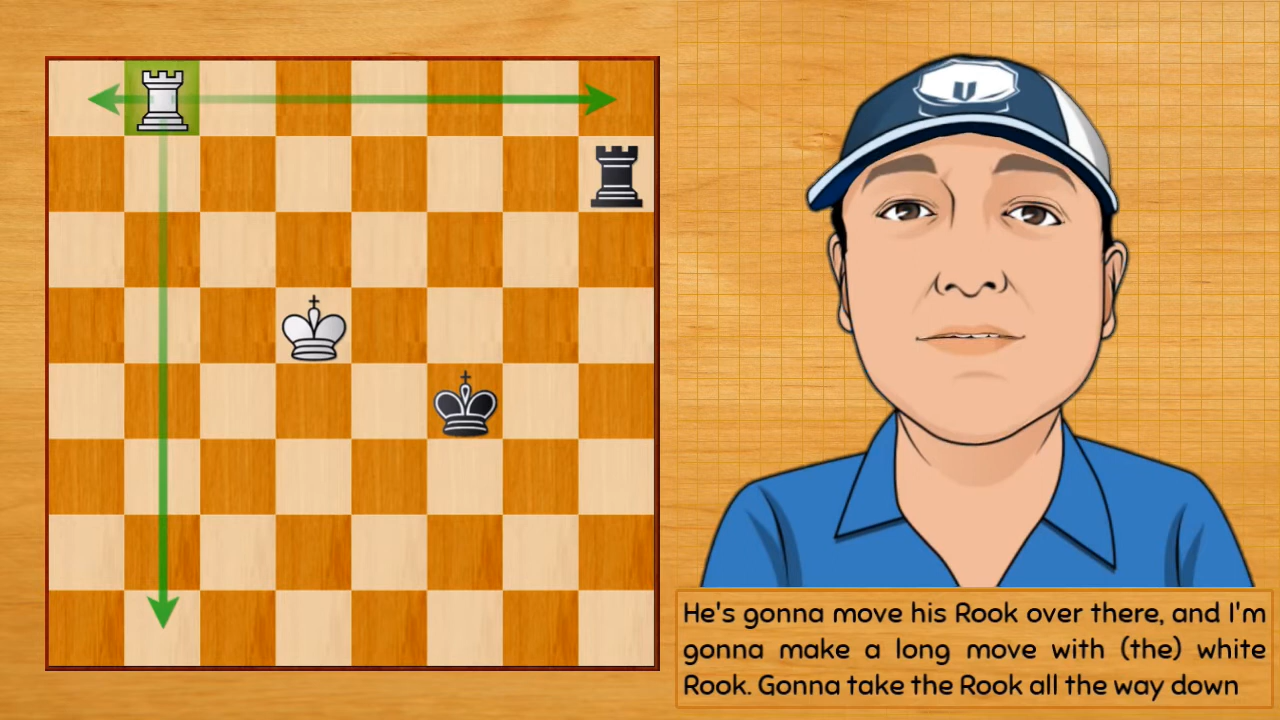 U
He's gonna move his Rook over there, and I'm
gonna make a long move with (the) white
Rook. Gonna take the Rook all the way down